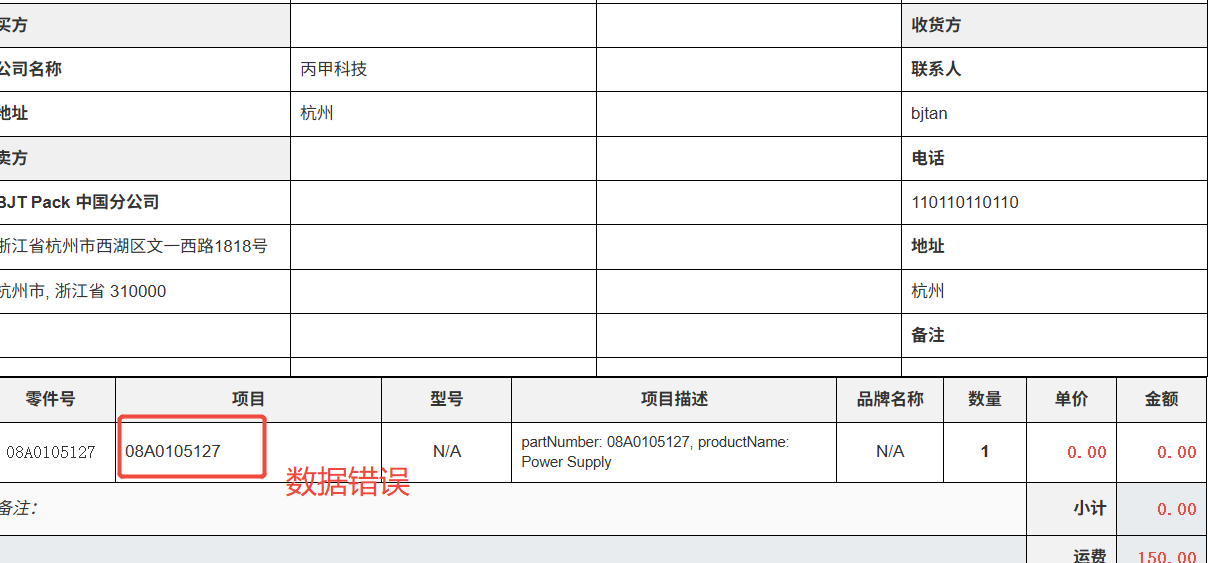 买方 收货方
公司名称 丙甲科技 联系人
地址 杭州 bjtan
卖方 电话
BJT Pack 中国分公司 110110110110
浙江省杭州市西湖区文一西路1818号 地址
杭州市, 浙江省 310000 杭州
备注
零件号 项目 型号 项目描述 品牌名称 数量 单价 金额
08A0105127 08A0105127 N/A partNumber: 08A0105127, productName: N/A 1 0.00 0.00
Power Supply
数据错误
备注: 小计 0.00
运费 150.00